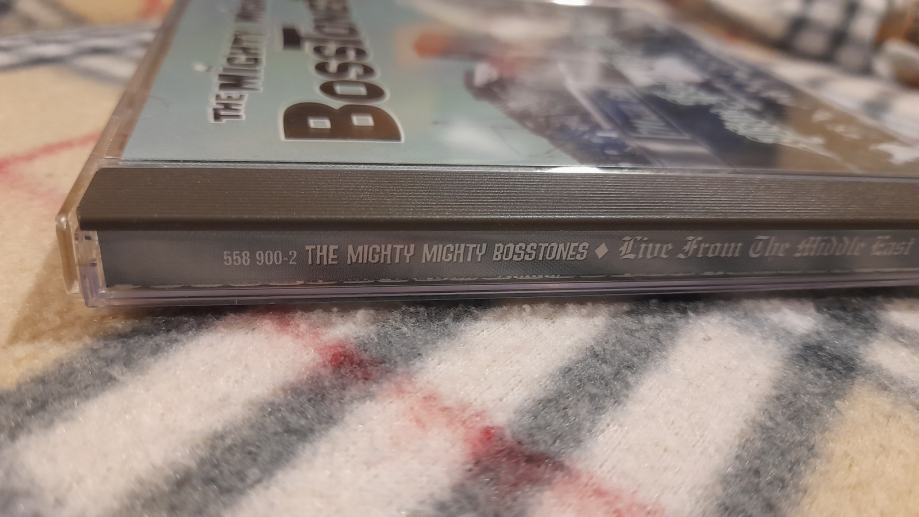 THE MIGHTY MIGHTY
BOSSTONES
558 900-2 THE MIGHTY MIGHTY BOSSTONES ♦ Live From The Middle East